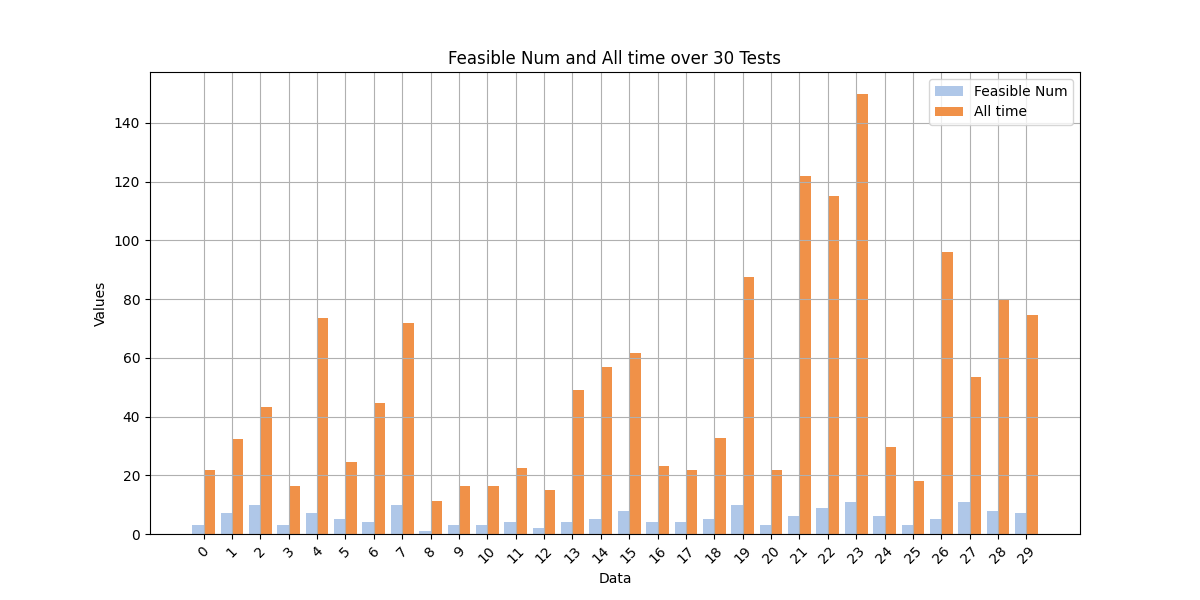 Feasible Num and All time over 30 Tests
Feasible Num
All time
Values
140
120
100
80
60
40
20
0
0 1 2 3 4 5 6 7 8 9 10 11 12 13 14 15 16 17 18 19 20 21 22 23 24 25 26 27 28 29
Data